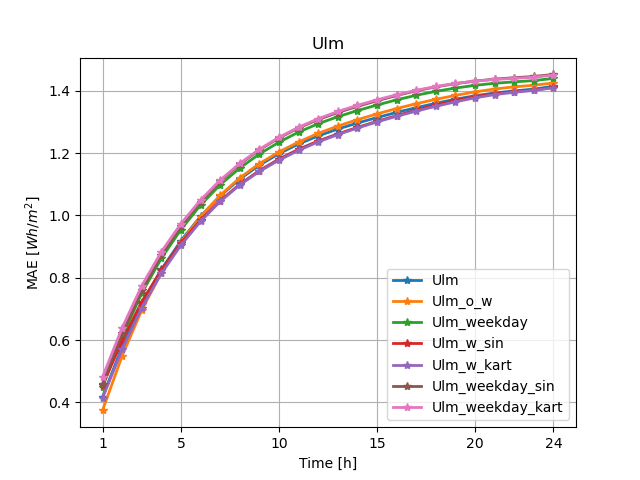 Ulm
MAE [Wh/m²]
1.4
1.2
1.0
0.8
0.6
0.4
Ulm
Ulm_o_w
Ulm_weekday
Ulm_w_sin
Ulm_w_kart
Ulm_weekday_sin
Ulm_weekday_kart
1 5 10 15 20 24
Time [h]